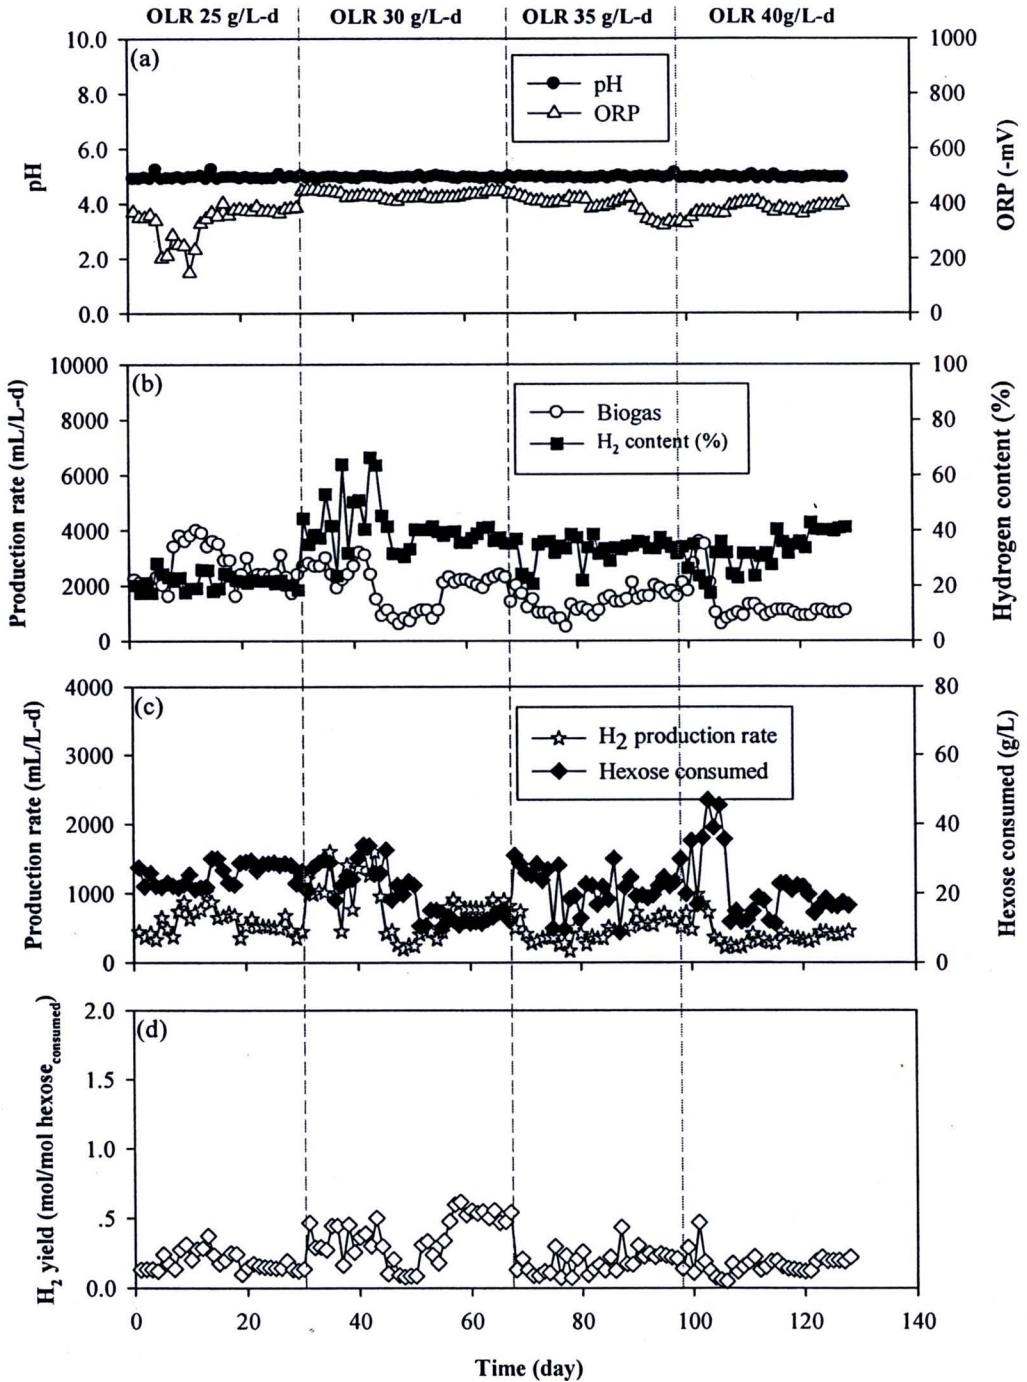 OLR 25 g/L-d OLR 30 g/L-d OLR 35 g/L-d OLR 40g/L-d
(a)
10.0
8.0
6.0
4.0
2.0
0.0
pH
pH
ORP
1000
800
600
400
200
0
ORP (-mV)
(b)
10000
8000
6000
4000
2000
0
Production rate (mL/L-d)
Biogas
H2 content (%)
100
80
60
40
20
0
Hydrogen content (%)
(c)
4000
3000
2000
1000
0
Production rate (mL/L-d)
H2 production rate
Hexose consumed
80
60
40
20
0
Hexose consumed (g/L)
(d)
2.0
1.5
1.0
.5
0.0
H2 yield (mol/mol hexose consumed)
0 20 40 60 80 100 120 140
Time (day)